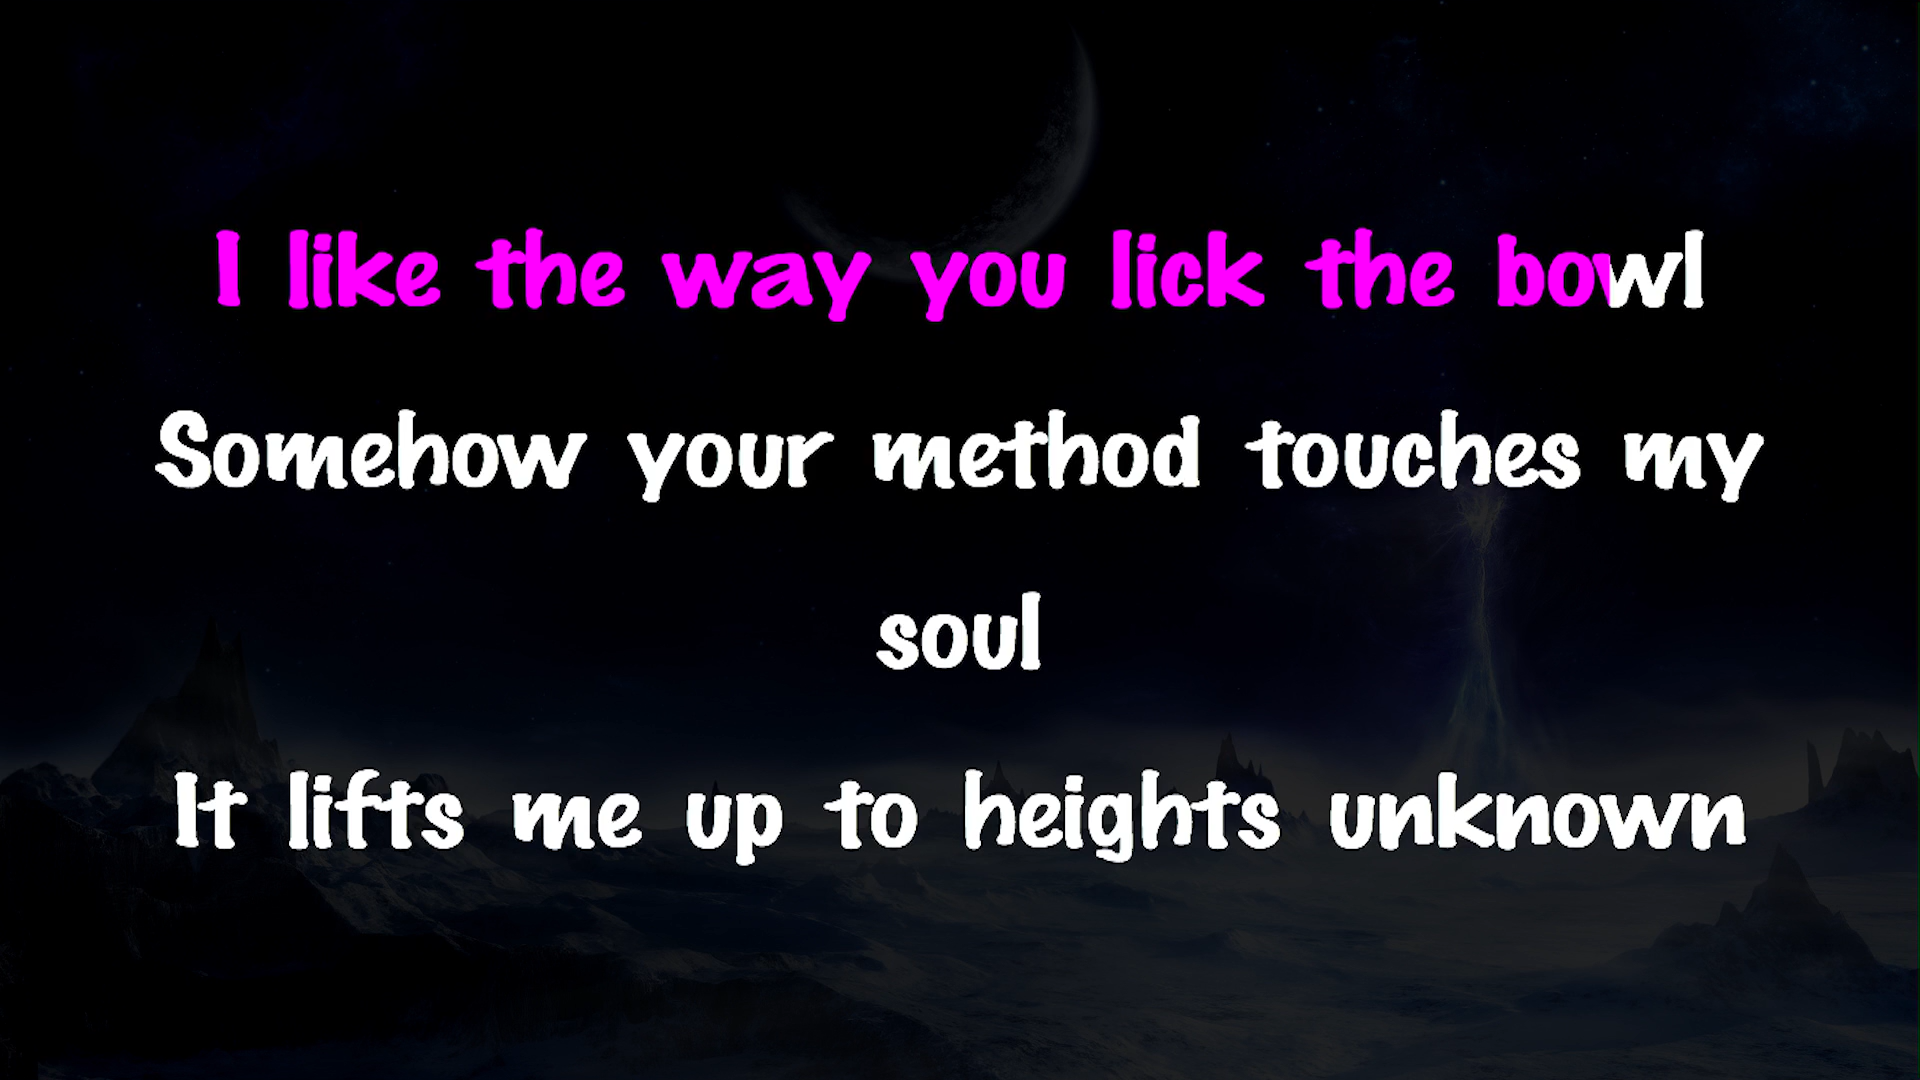 I like the way you lick the bowl
Somehow your method touches my
soul
It lifts me up to heights unknown